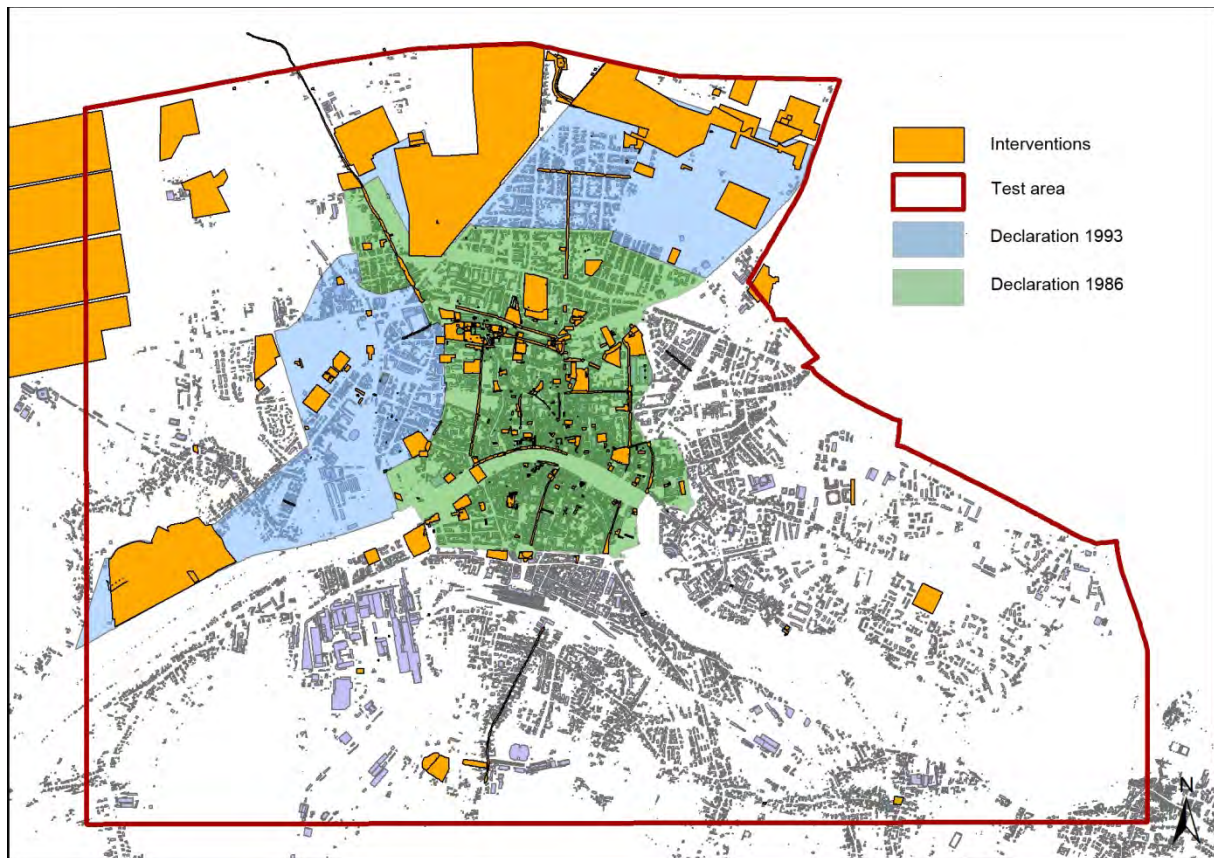 Interventions
Test area
Declaration 1993
Declaration 1986
N